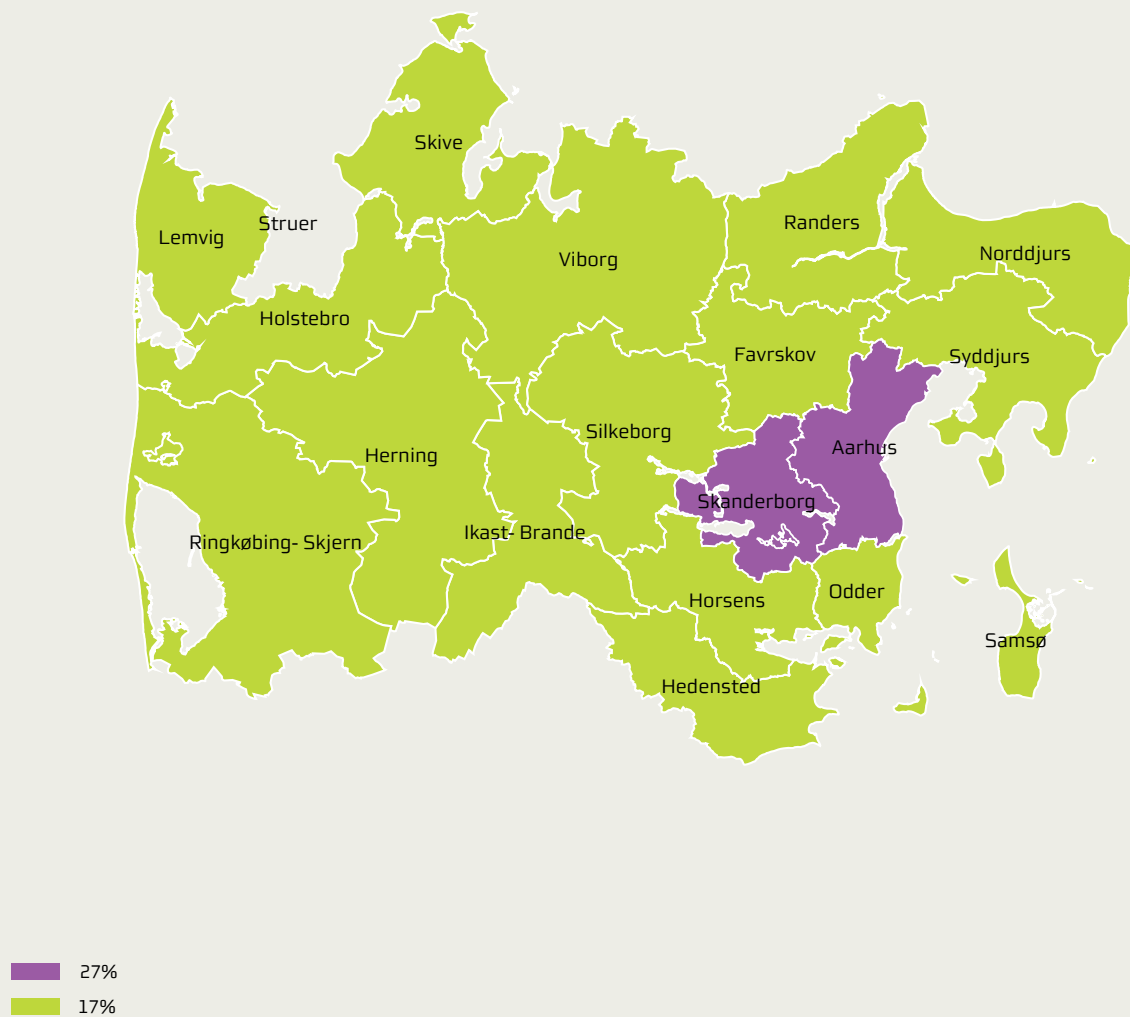 Skive
Randers
Struer
Lemvig
Norddjurs
Viborg
Holstebro
Favrskov
Syddjurs
Silkeborg
Aarhus
Herning
Skanderborg
Ikast- Brande
Ringkøbing- Skjern
Odder
Horsens
Samsø
Hedensted
27%
17%